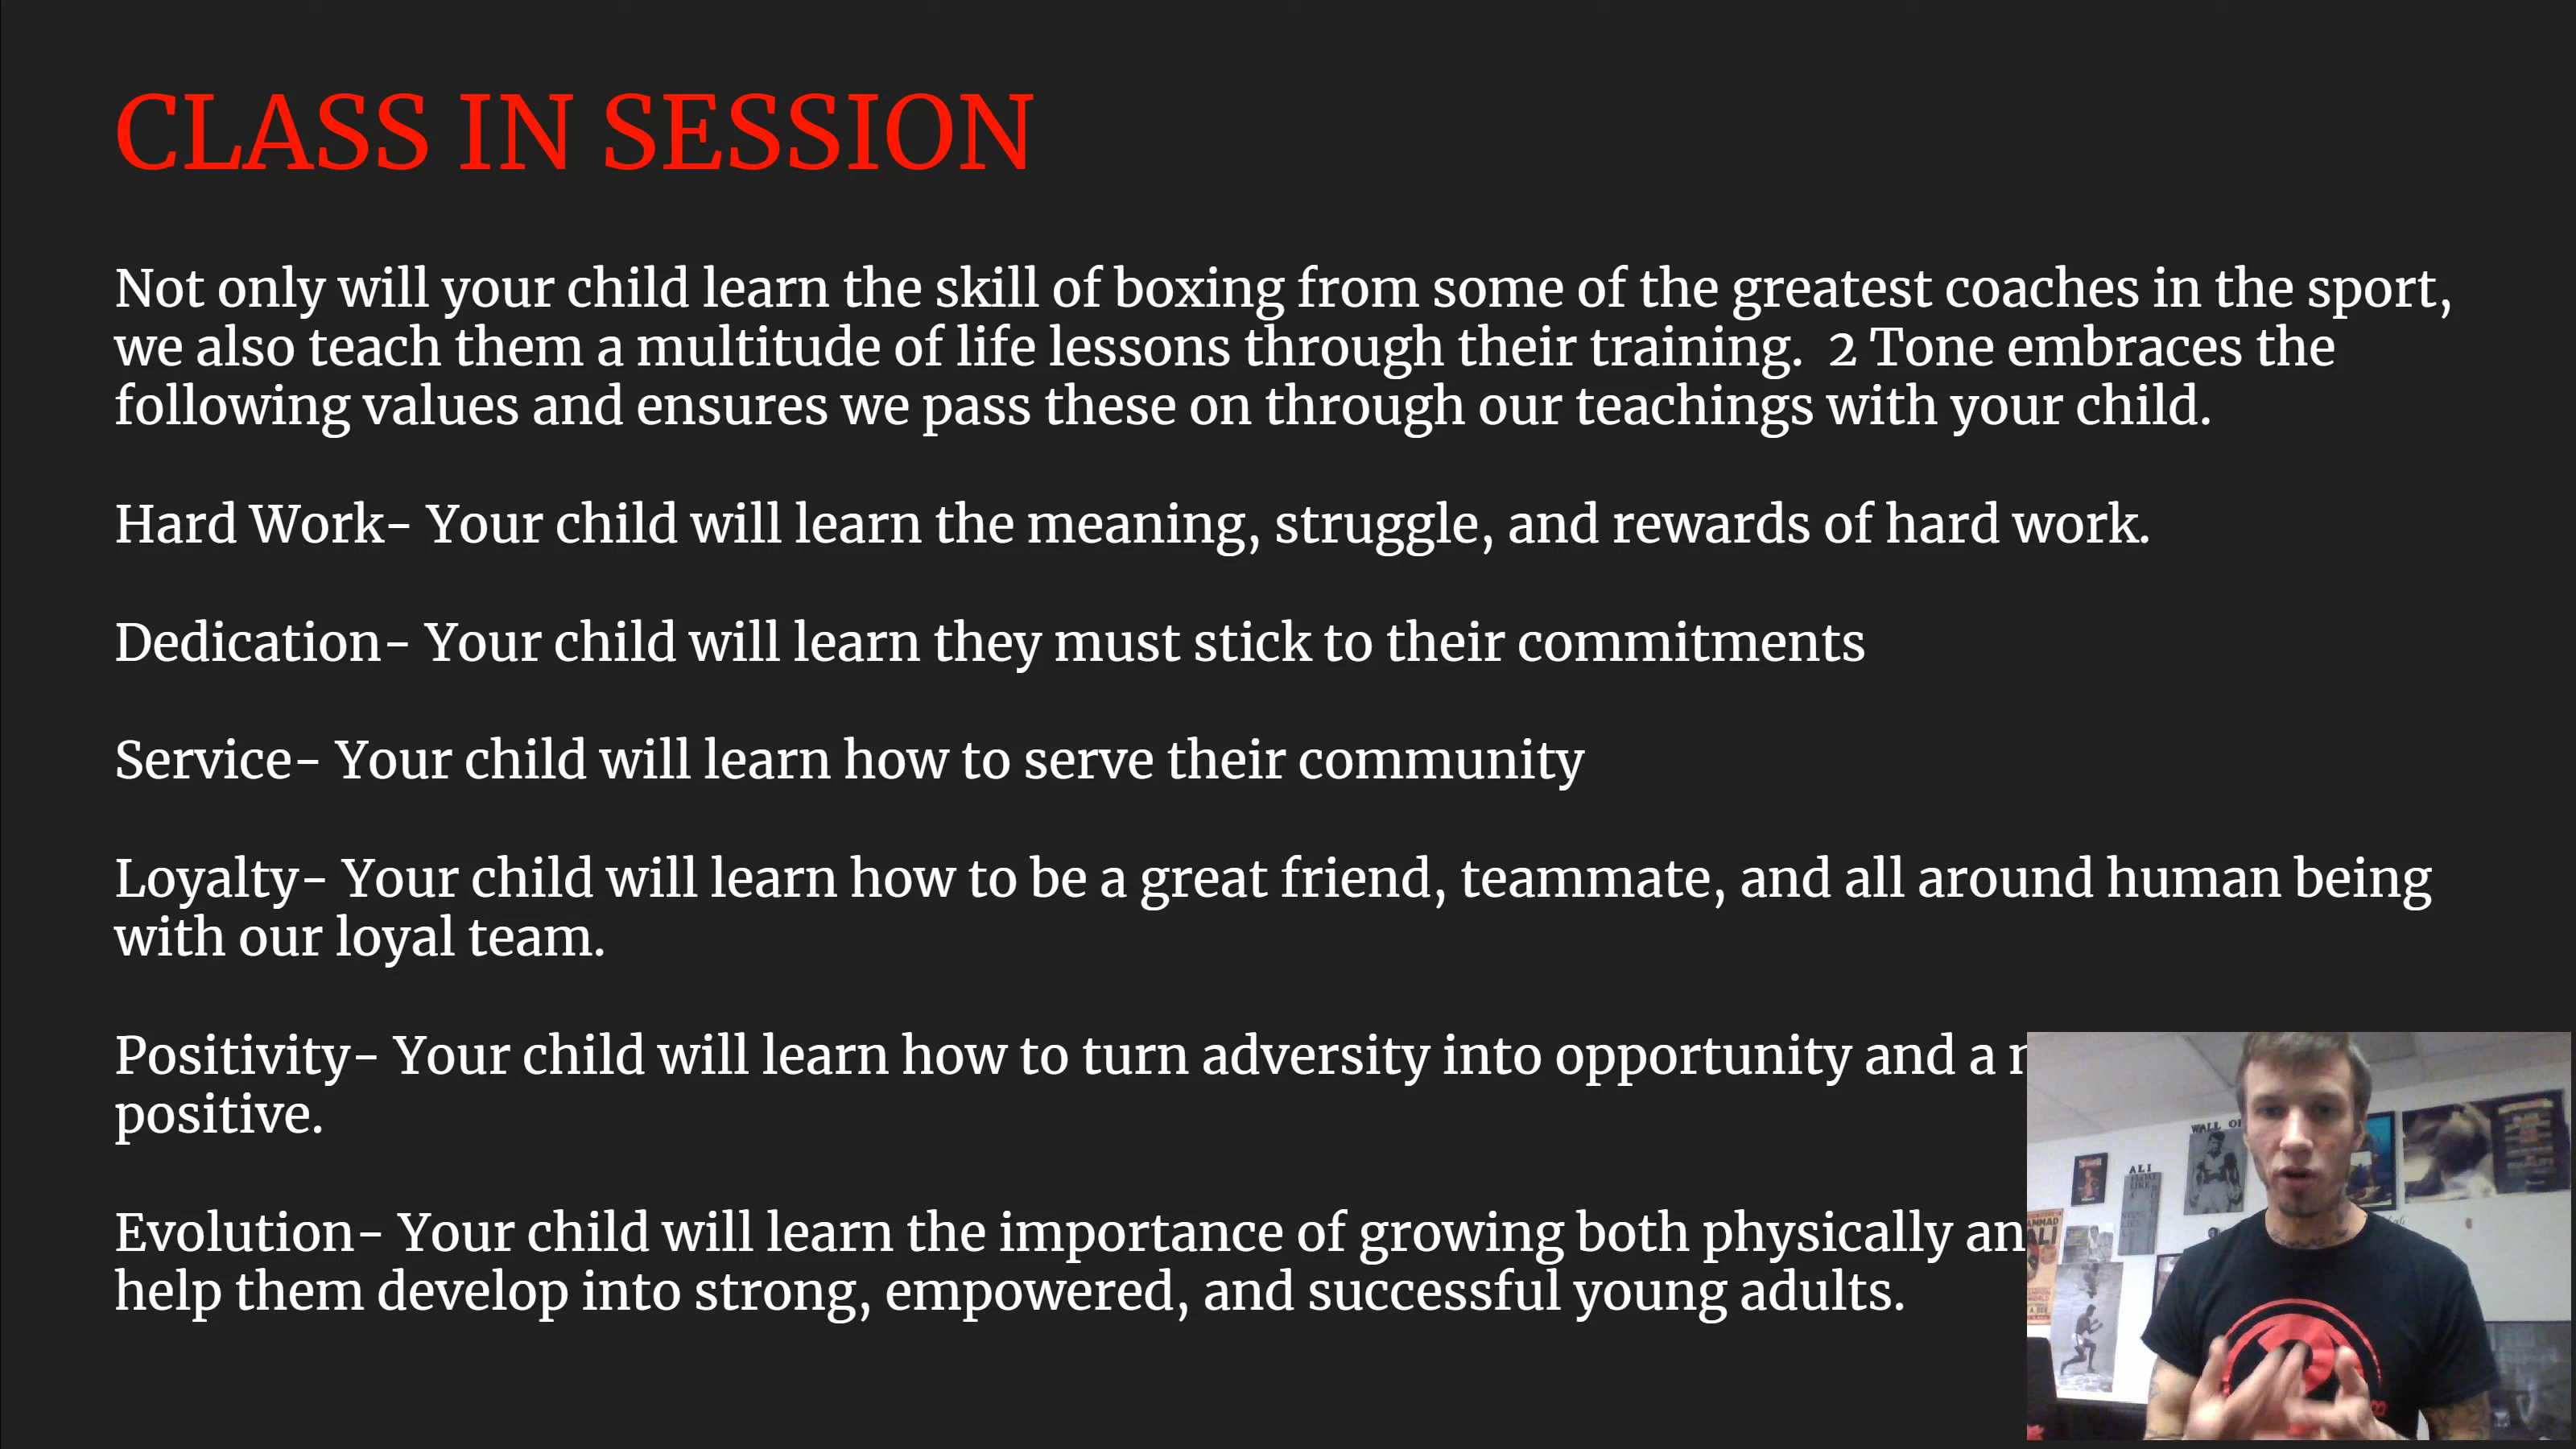 CLASS IN SESSION
Not only will your child learn the skill of boxing from some of the greatest coaches in the sport,
we also teach them a multitude of life lessons through their training.  2 Tone embraces the
following values and ensures we pass these on through our teachings with your child.
Hard Work- Your child will learn the meaning, struggle, and rewards of hard work.
Dedication- Your child will learn they must stick to their commitments
Service- Your child will learn how to serve their community
Loyalty- Your child will learn how to be a great friend, teammate, and all around human being
with our loyal team.
Positivity- Your child will learn how to turn adversity into opportunity and a
positive.
Evolution- Your child will learn the importance of growing both physically
help them develop into strong, empowered, and successful young adults.
WALL OF
ALI
ALI